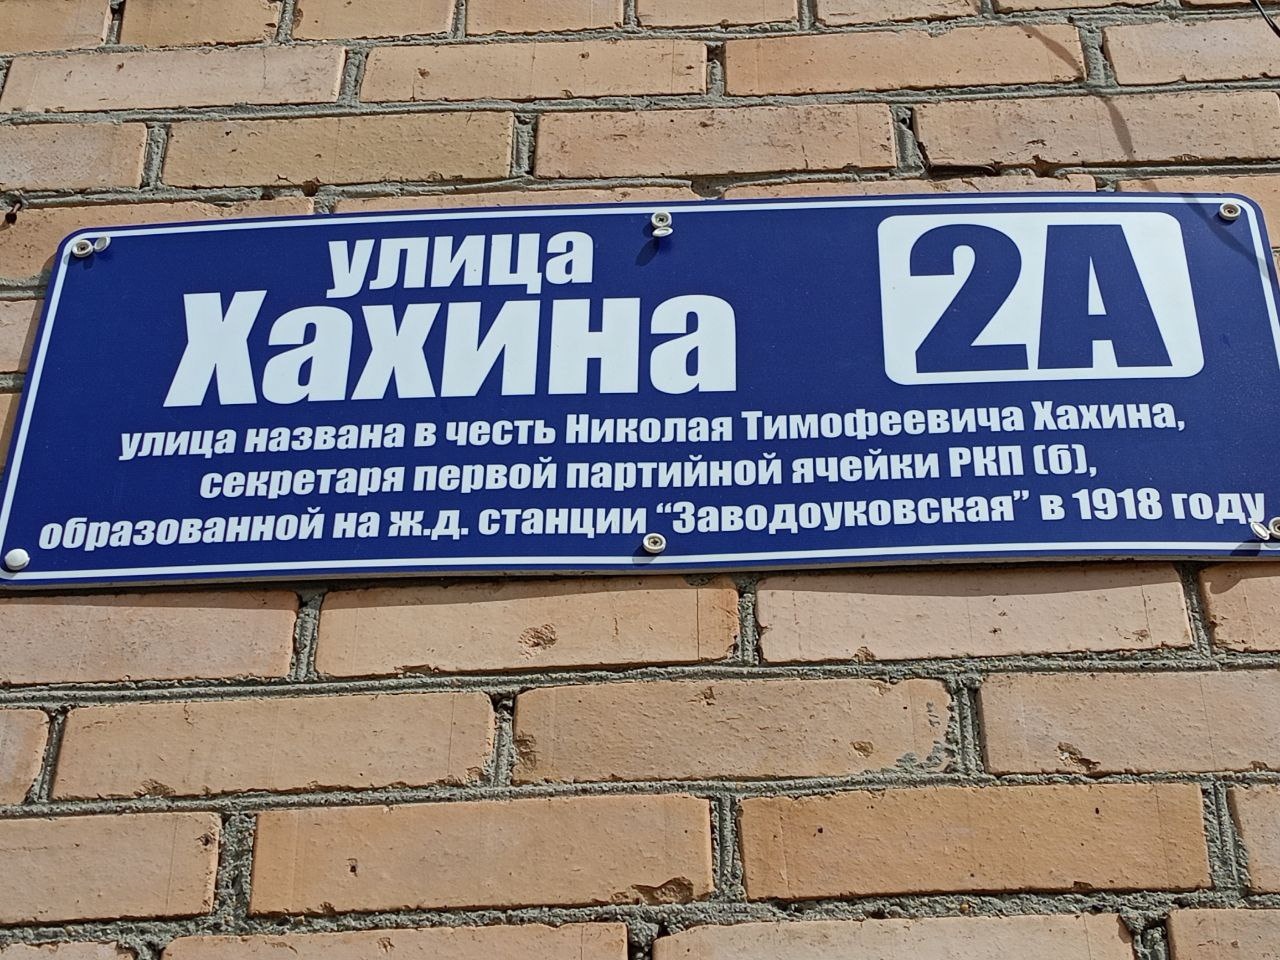 улица
Хахина
2А
улица названа в честь Николая Тимофеевича Хахина,
секретаря первой партийной ячейки РКП (б),
образованной на ж.д. станции “Заводоуковская” в 1918 году